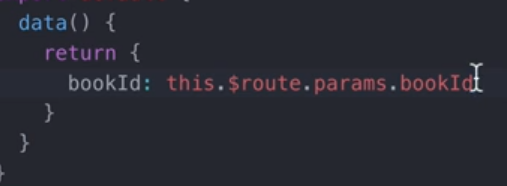 data() {
return {
bookId: this.$route.params.bookId
}
}
}